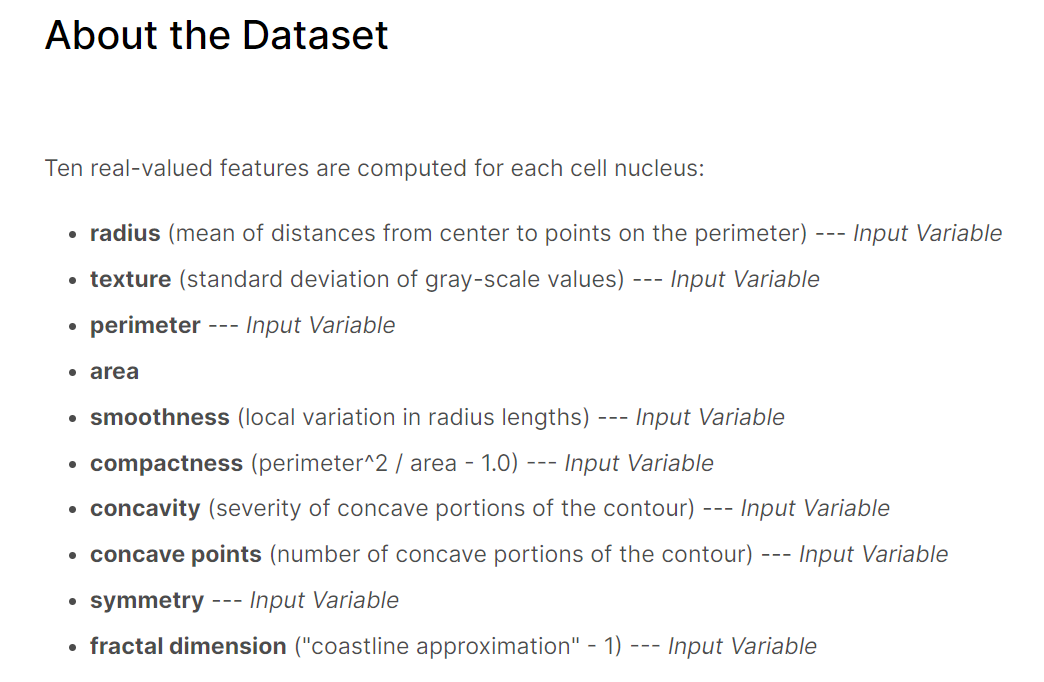 About the Dataset
Ten real-valued features are computed for each cell nucleus:
• radius (mean of distances from center to points on the perimeter) --- Input Variable
• texture (standard deviation of gray-scale values) --- Input Variable
• perimeter --- Input Variable
• area
• smoothness (local variation in radius lengths) --- Input Variable
• compactness (perimeter^2 / area - 1.0) --- Input Variable
• concavity (severity of concave portions of the contour) --- Input Variable
• concave points (number of concave portions of the contour) --- Input Variable
• symmetry --- Input Variable
• fractal dimension ("coastline approximation" - 1) --- Input Variable